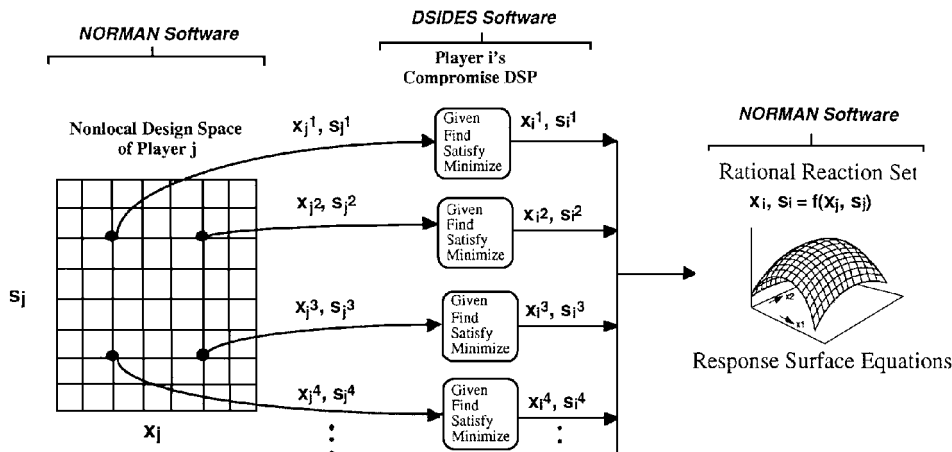 NORMAN Software
DSIDES Software
Player i's
Compromise DSP
Nonlocal Design Space
of Player j
xj1, sj1
Given
Find
Satisfy
Minimize
xi1, si1
xj2, sj2
Given
Find
Satisfy
Minimize
xi2, si2
xj3, sj3
Given
Find
Satisfy
Minimize
xi3, si3
xj4, sj4
Given
Find
Satisfy
Minimize
xi4, si4
sj
xj
NORMAN Software
Rational Reaction Set
xi, si = f(xj, sj)
x2
x1
Response Surface Equations